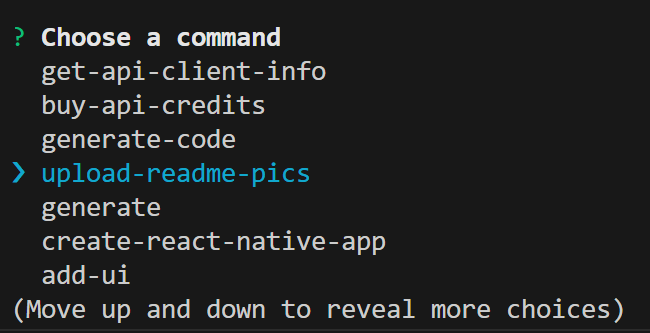 ? Choose a command
get-api-client-info
buy-api-credits
generate-code
❯ upload-readme-pics
generate
create-react-native-app
add-ui
(Move up and down to reveal more choices)